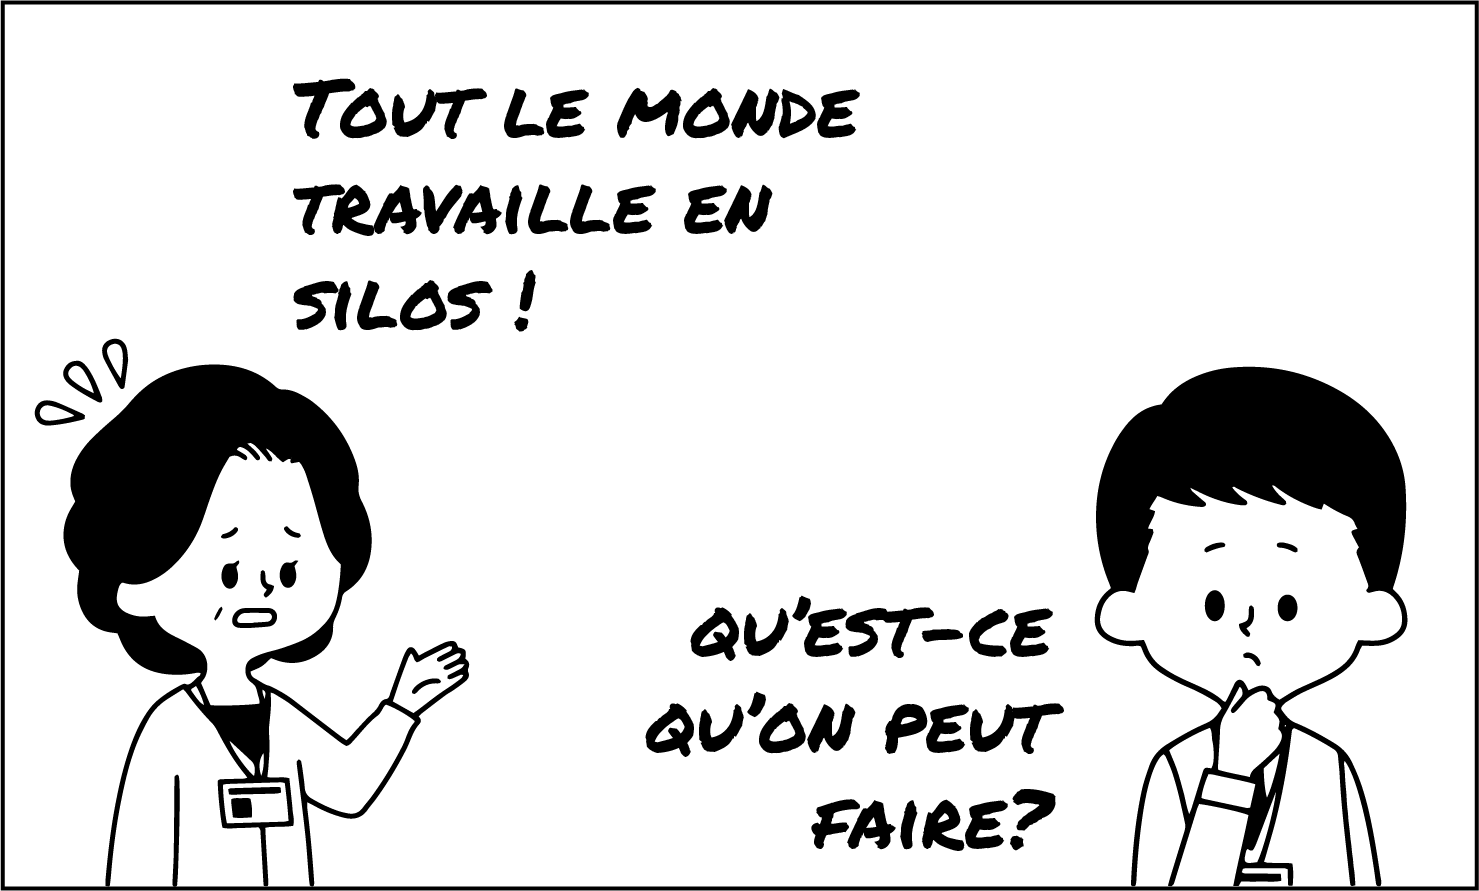 Tout le monde
travaille en
silos !
qu'est-ce
qu'on peut
faire?